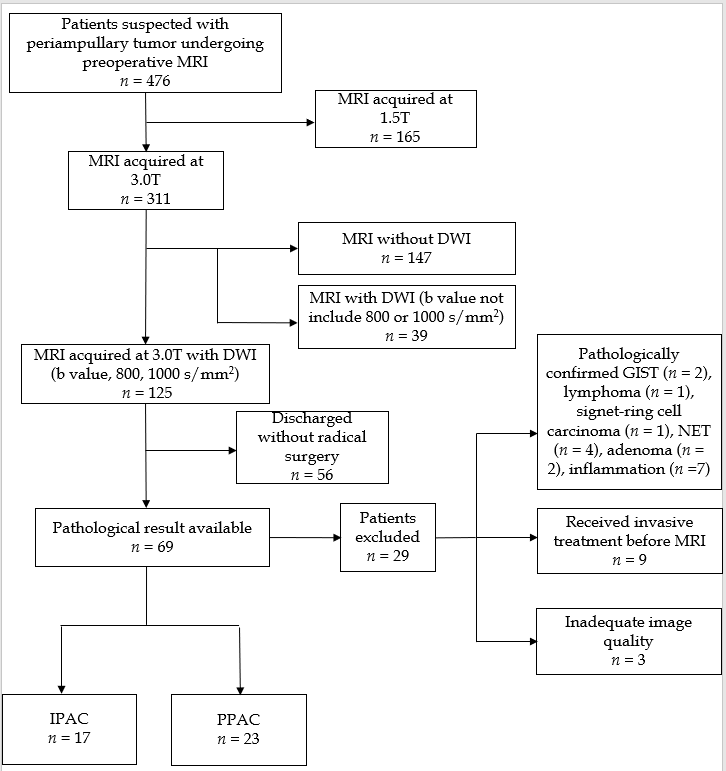 Patients suspected with
periampullary tumor undergoing
preoperative MRI
n = 476
MRI acquired at
1.5T
n = 165
MRI acquired at
3.0T
n = 311
MRI without DWI
n = 147
MRI with DWI (b value not
include 800 or 1000 s/mm²)
n = 39
MRI acquired at 3.0T with DWI
(b value, 800, 1000 s/mm²)
n = 125
Discharged
without radical
surgery
n = 56
Pathological result available
n = 69
Patients
excluded
n = 29
Pathologically
confirmed GIST (n = 2),
lymphoma (n = 1),
signet-ring cell
carcinoma (n = 1), NET
(n = 4), adenoma (n =
2), inflammation (n =7)
Received invasive
treatment before MRI
n = 9
Inadequate image
quality
n = 3
IPAC
n = 17
PPAC
n = 23